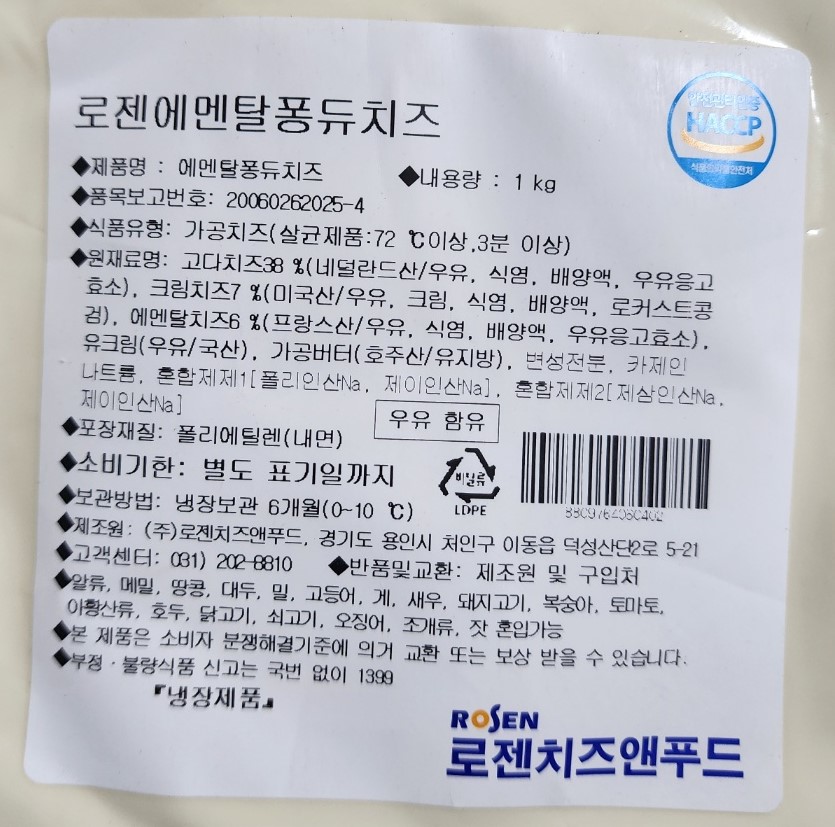 로젠에멘탈퐁듀치즈
안전관리인증
HACCP
식품의약품안전처
◆제품명 : 에멘탈퐁듀치즈 ◆내용량 : 1 kg
◆품목보고번호: 20060262025-4
◆식품유형: 가공치즈(살균제품:72 ℃이상,3분 이상)
◆원재료명: 고다치즈38 %(네덜란드산/우유, 식염, 배양액, 우유응고
효소), 크림치즈7 %(미국산/우유, 크림, 식염, 배양액, 로커스트콩
검), 에멘탈치즈6 %(프랑스산/우유, 식염, 배양액, 우유응고효소),
유크림(우유/국산), 가공버터(호주산/유지방), 변성전분, 카제인
나트륨, 혼합제제1[폴리인산Na, 제이인산Na], 혼합제제2[제삼인산Na,
제이인산Na]
우유 함유
◆포장재질: 폴리에틸렌(내면)
◆소비기한: 별도 표기일까지
비닐류
LDPE
8809764060402
◆보관방법: 냉장보관 6개월(0~10 ℃)
◆제조원: (주)로젠치즈앤푸드, 경기도 용인시 처인구 이동읍 덕성산단2로 5-21
◆고객센터: 031) 202-8810 ◆반품및교환: 제조원 및 구입처
◆알류, 메밀, 땅콩, 대두, 밀, 고등어, 게, 새우, 돼지고기, 복숭아, 토마토,
아황산류, 호두, 닭고기, 쇠고기, 오징어, 조개류, 잣 혼입가능
◆본 제품은 소비자 분쟁해결기준에 의거 교환 또는 보상 받을 수 있습니다.
◆부정·불량식품 신고는 국번 없이 1399
『냉장제품』
ROSEN
로젠치즈앤푸드